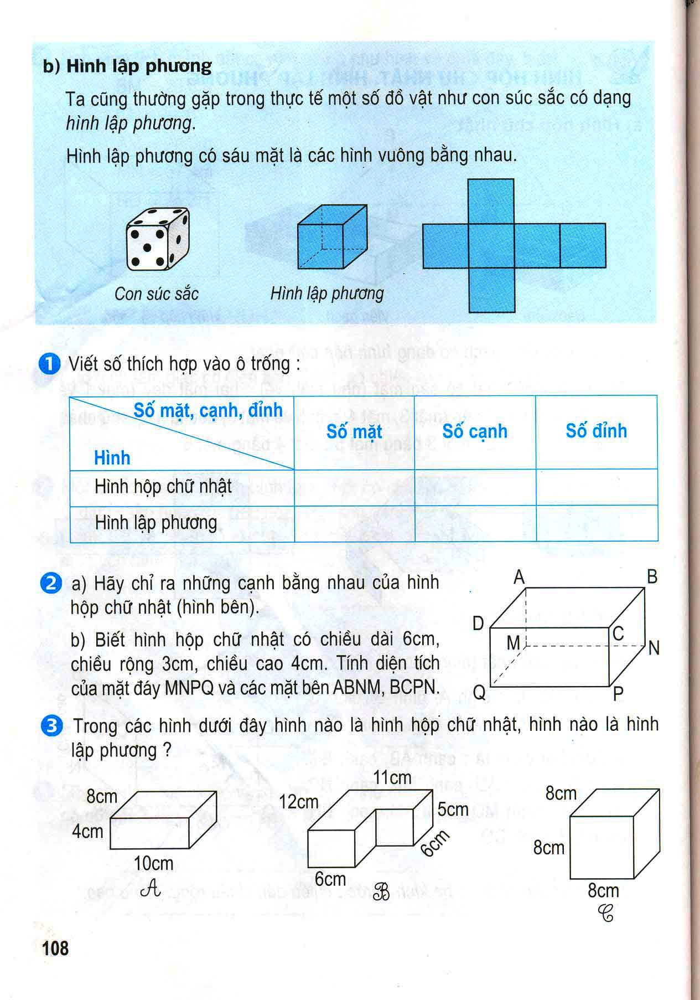 b) Hình lập phương
Ta cũng thường gặp trong thực tế một số đồ vật như con súc sắc có dạng
hình lập phương.
Hình lập phương có sáu mặt là các hình vuông bằng nhau.
Con súc sắc
Hình lập phương
1 Viết số thích hợp vào ô trống :
Số mặt, cạnh, đỉnh
Hình
Số mặt
Số cạnh
Số đỉnh
Hình hộp chữ nhật
Hình lập phương
2 a) Hãy chỉ ra những cạnh bằng nhau của hình
hộp chữ nhật (hình bên).
b) Biết hình hộp chữ nhật có chiều dài 6cm,
chiều rộng 3cm, chiều cao 4cm. Tính diện tích
của mặt đáy MNPQ và các mặt bên ABNM, BCPN.
A
B
D
C
M
N
Q
P
3 Trong các hình dưới đây hình nào là hình hộp chữ nhật, hình nào là hình
lập phương ?
8cm
4cm
10cm
A
11cm
12cm
5cm
6cm
6cm
B
8cm
8cm
8cm
C
108